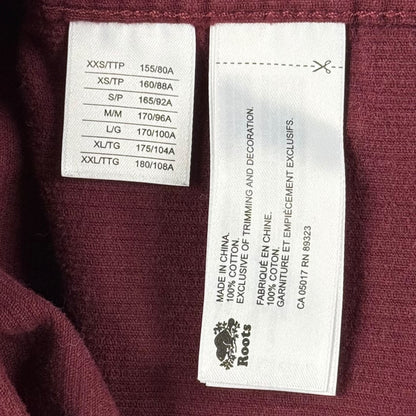 XXS/TTP 155/80A
XS/TP 160/88A
S/P 165/92A
M/M 170/96A
L/G 170/100A
XL/TG 175/104A
XXL/TTG 180/108A
MADE IN CHINA.
100% COTTON.
EXCLUSIVE OF TRIMMING AND DECORATION.
FABRIQUÉ EN CHINE.
100% COTON.
GARNITURE ET EMPIÈCEMENT EXCLUSIFS.
CA 05017 RN 89323
Roots